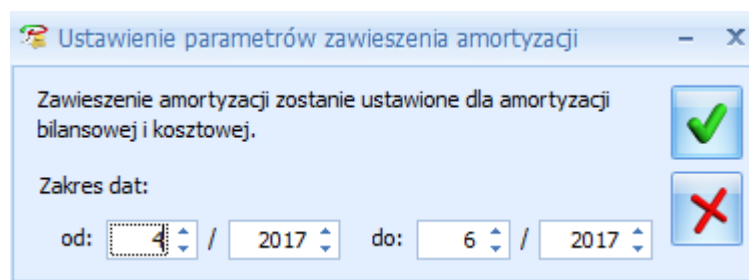 Ustawienie parametrów zawieszenia amortyzacji
Zawieszenie amortyzacji zostanie ustawione dla amortyzacji
bilansowej i kosztowej.
Zakres dat:
od: 4 / 2017 do: 6 / 2017